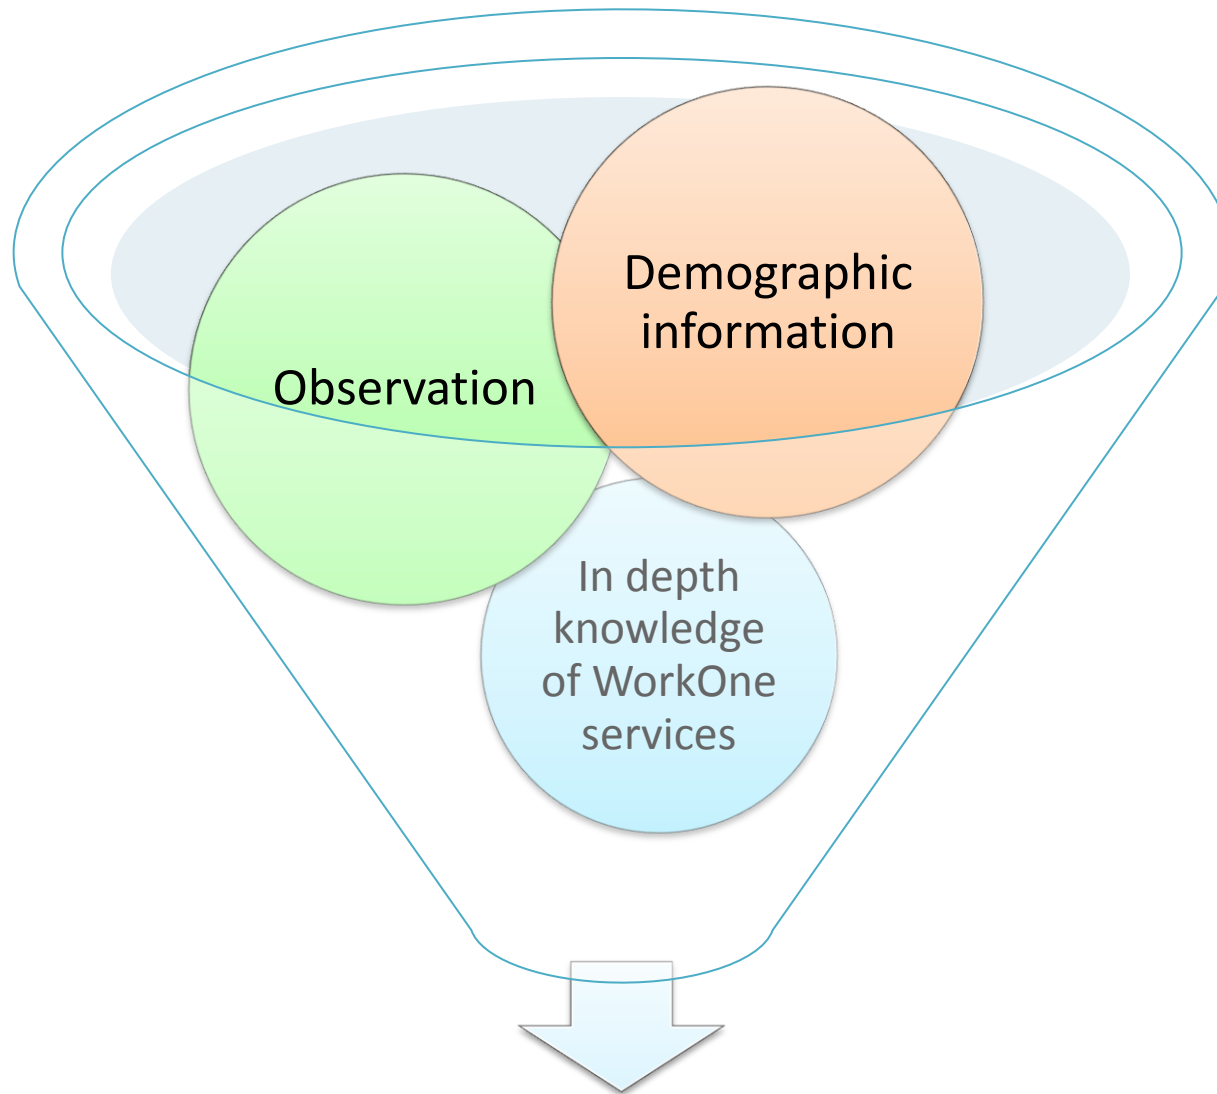 Demographic
information
Observation
In depth
knowledge
of WorkOne
services